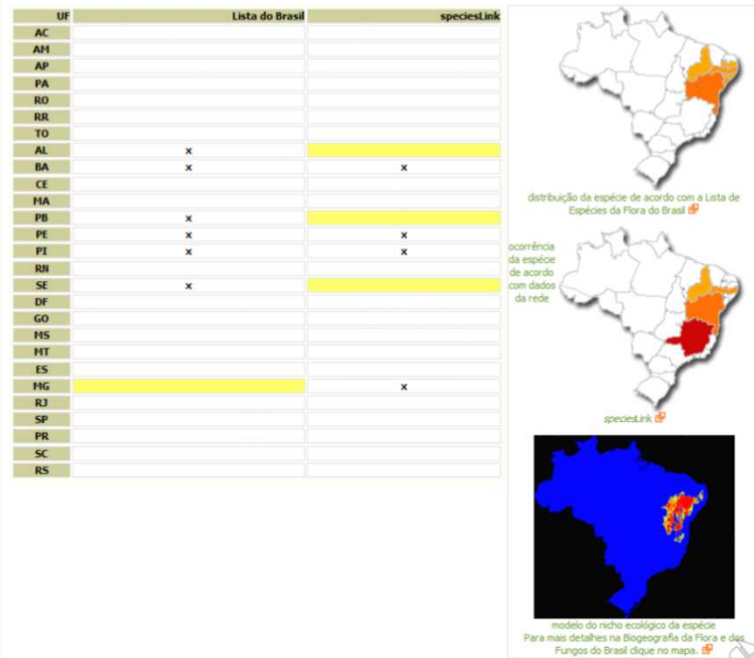 UF Lista do Brasil speciesLink
AC
AM
AP
PA
RO
RR
TO
AL x
BA x x
CE
MA
PB x
PE x x
PI x x
RN
SE x
DF
GO
MS
MT
ES
MG x
RJ
SP
PR
SC
RS
distribuição da espécie de acordo com a Lista de
Espécies da Flora do Brasil
ocorrência
da espécie
de acordo
com dados
da rede
speciesLink
modelo do nicho ecológico da espécie
Para mais detalhes na Biogeografia da Flora e dos
Fungos do Brasil clique no mapa.